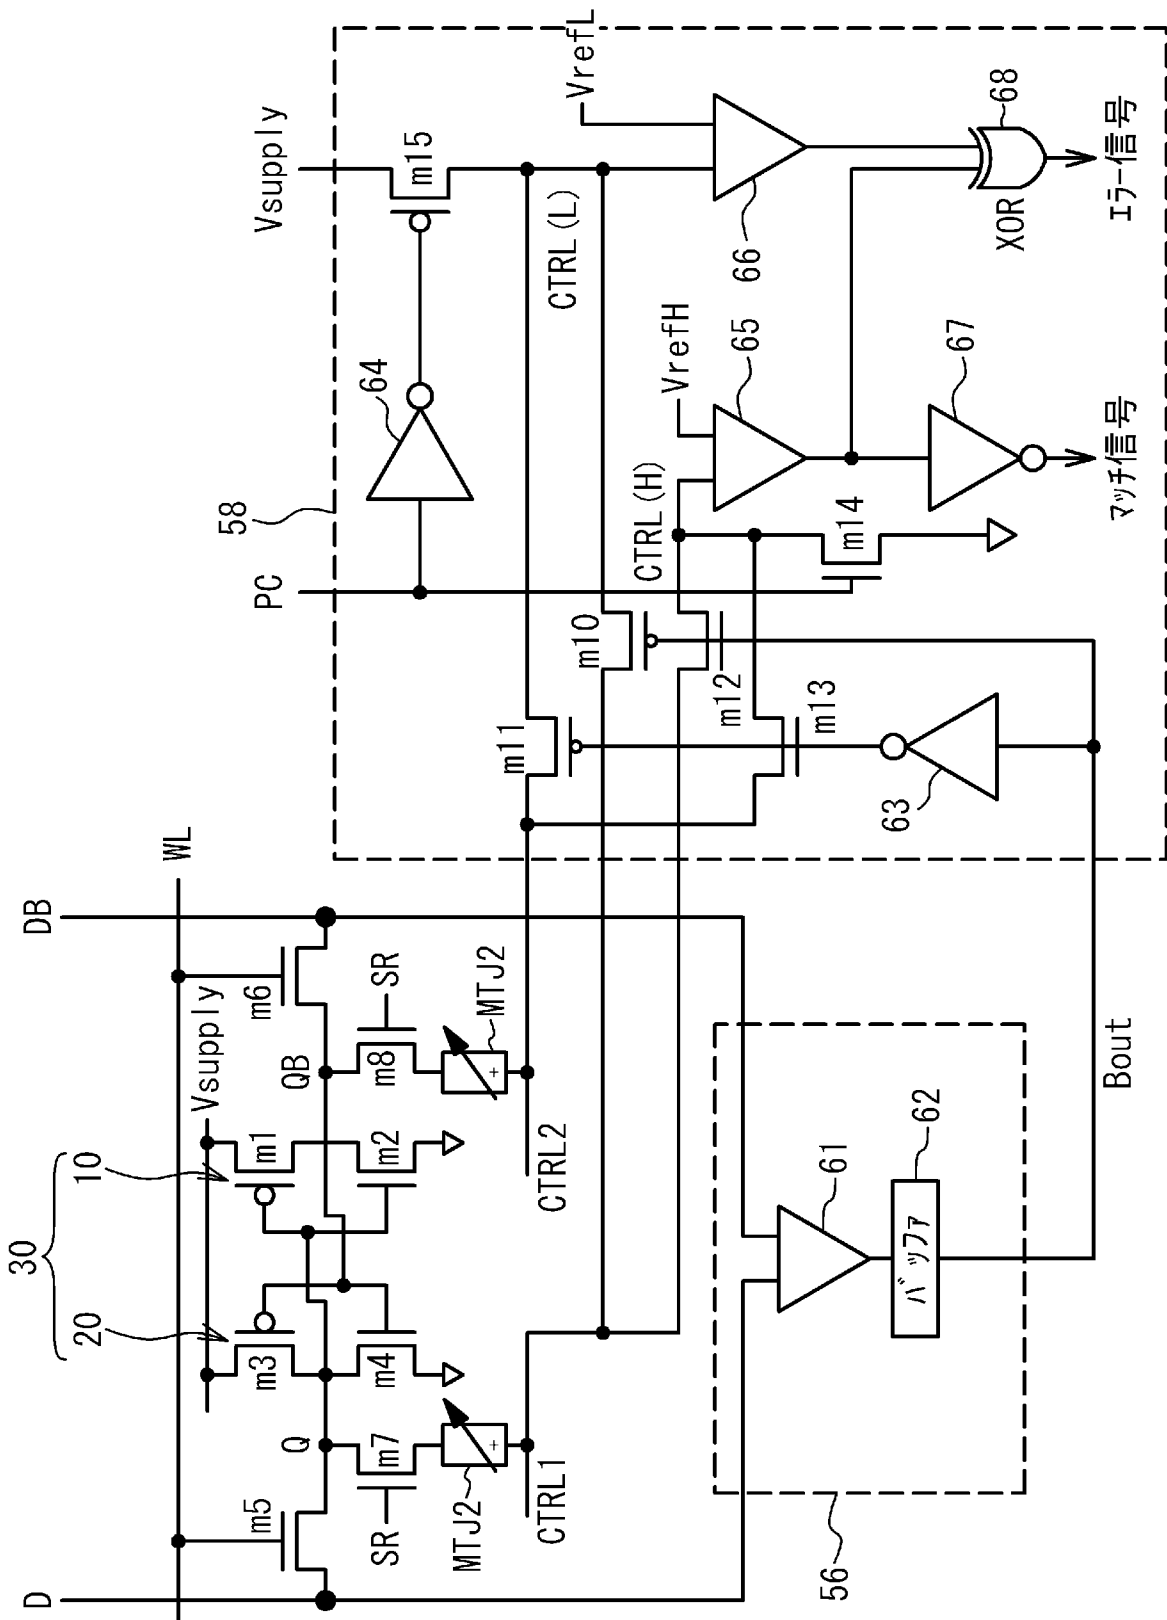 D
WL
DB
30
20
10
Vsupply
m5
m3
m1
m6
Q
QB
SR
m7
m4
m2
m8
SR
MTJ2
+
MTJ2
+
CTRL1
CTRL2
56
61
バッファ
62
Bout
58
PC
Vsupply
64
m15
VrefL
m11
m10
CTRL(L)
m12
m13
CTRL(H)
VrefH
63
m14
65
66
67
68
XOR
マッチ信号
エラー信号